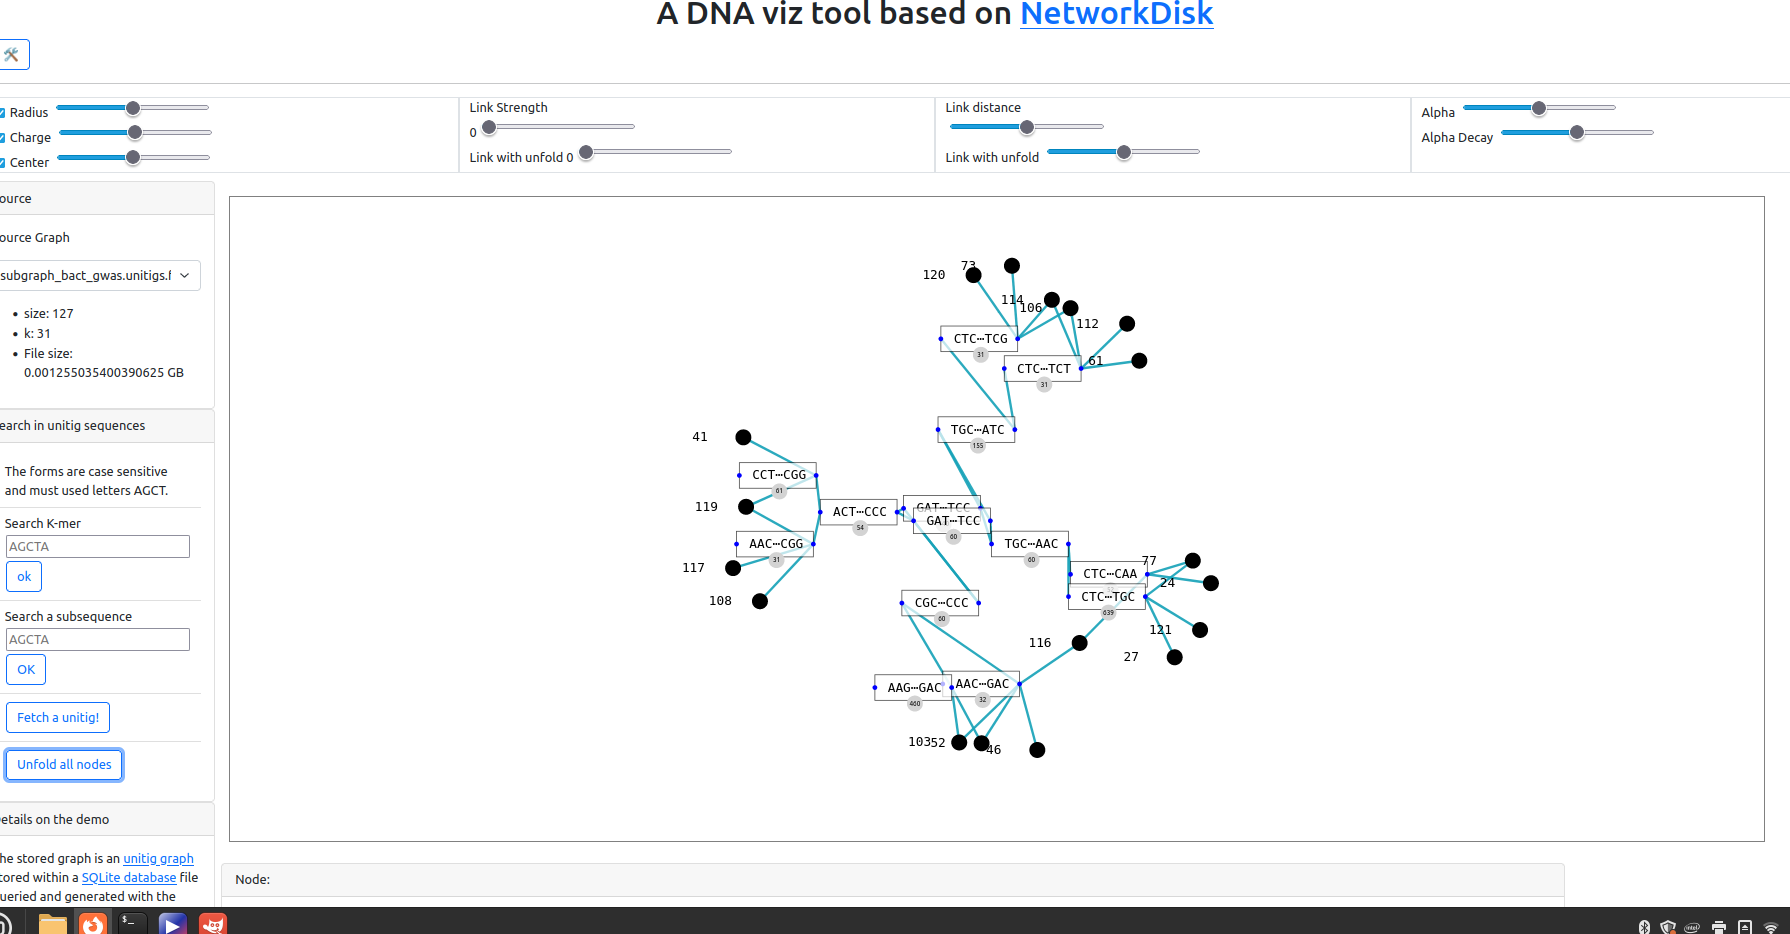 A DNA viz tool based on NetworkDisk
Radius
Charge
Center
Link Strength
0
Link with unfold 0
Link distance
Link with unfold
Alpha
Alpha Decay
ource
ource Graph
subgraph_bact_gwas.unitigs.f
• size: 127
• k: 31
• File size:
0.001255035400390625 GB
earch in unitig sequences
The forms are case sensitive
and must used letters AGCT.
Search K-mer
AGCTA
ok
Search a subsequence
AGCTA
OK
Fetch a unitig!
Unfold all nodes
etails on the demo
he stored graph is an unitig graph
tored within a SQLite database file
ueried and generated with the
73
120
114
106
112
CTC···TCG
31
61
CTC···TCT
31
TGC···ATC
155
41
CCT···CGG
61
119
ACT···CCC
54
GAT···TCC
GAT···TCC
60
AAC···CGG
31
TGC···AAC
60
117
108
77
CTC···CAA
24
CTC···TGC
639
CGC···CCC
60
121
116
27
AAG···GAC
460
AAC···GAC
32
103
52
46
Node: